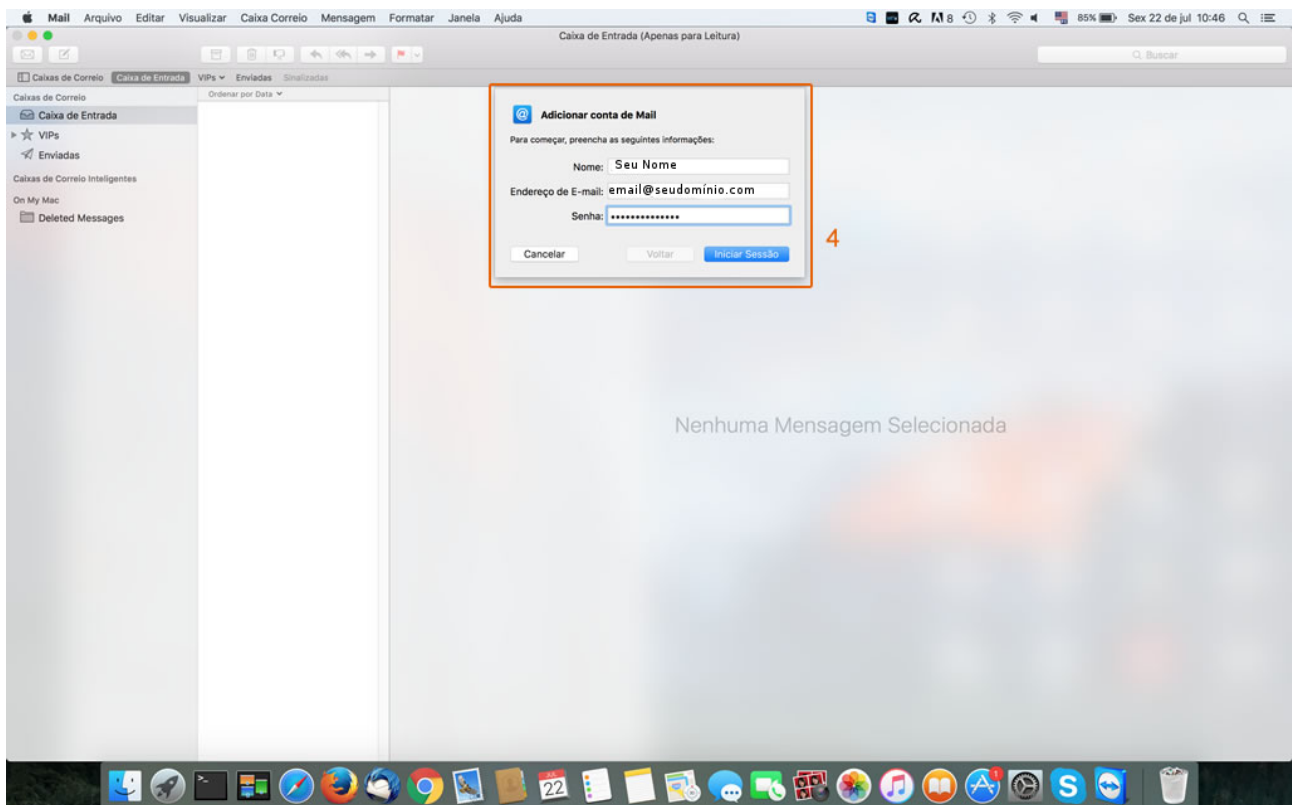 Mail Arquivo Editar Visualizar Caixa Correio Mensagem Formatar Janela Ajuda 8 85% Sex 22 de jul 10:46
Caixa de Entrada (Apenas para Leitura)
Buscar
Caixas de Correio Caixa de Entrada VIPs Enviadas Sinalizadas
Caixas de Correio
Caixa de Entrada
VIPs
Enviadas
Caixas de Correio Inteligentes
On My Mac
Deleted Messages
Ordenar por Data
Adicionar conta de Mail
Para começar, preencha as seguintes informações:
Nome: Seu Nome
Endereço de E-mail: email@seudomínio.com
Senha: ••••••••••••••
Cancelar Voltar Iniciar Sessão
4
Nenhuma Mensagem Selecionada
22
1